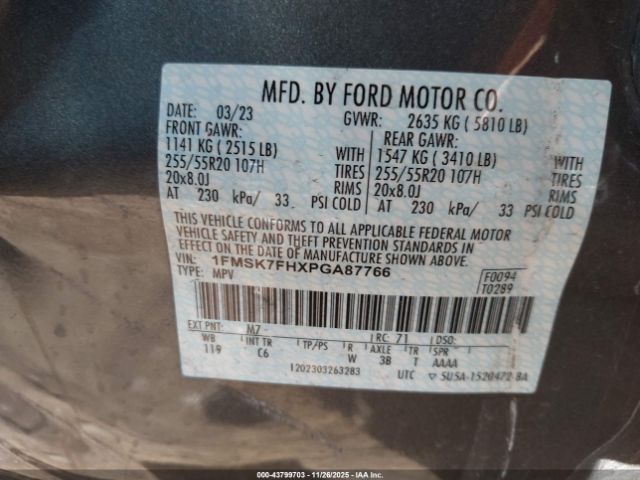 MFD. BY FORD MOTOR CO.
DATE: 03/23 GVWR: 2635 KG ( 5810 LB)
FRONT GAWR: REAR GAWR:
1141 KG ( 2515 LB) WITH 1547 KG ( 3410 LB) WITH
255/55R20 107H TIRES 255/55R20 107H TIRES
20x8.0J RIMS 20x8.0J RIMS
AT 230 kPa/ 33 PSI COLD AT 230 kPa/ 33 PSI COLD
THIS VEHICLE CONFORMS TO ALL APPLICABLE FEDERAL MOTOR
VEHICLE SAFETY AND THEFT PREVENTION STANDARDS IN
EFFECT ON THE DATE OF MANUFACTURE SHOWN ABOVE.
VIN: 1FMSK7FHXPGA87766 F0094
TYPE: MPV T0289
EXT PNT: M7 RC: 71 DSO:
WB INT TR TP/PS R AXLE TR SPR
119 C6 W 3B T AAAA
12023032632​83 UTC SU5A-1520472-BA
IAA 43799703 — 11/26/2025 — IAA Inc.